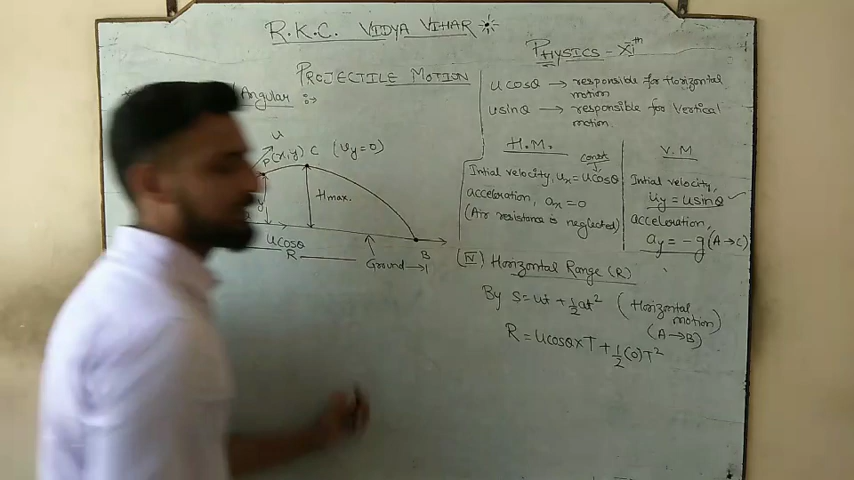 R.K.C. VIDYA VIHAR
PHYSICS - XIth
PROJECTILE MOTION
Angular :->
u
P(x,y) C (Vy=0)
Hmax.
ucosθ
R
B
Ground
ucosθ → responsible for Horizontal
motion
usinθ → responsible for Vertical
motion.
H.M.
const
Intial velocity, ux = ucosθ
acceleration, ax = 0
(Air resistance is neglected)
V.M
Intial velocity,
uy = usinθ
acceleration,
ay = -g (A→C)
(IV) Horizontal Range (R)
By s = ut + 1/2 at² (Horizontal
motion)
(A→B)
R = ucosθ x T + 1/2 (0)T²